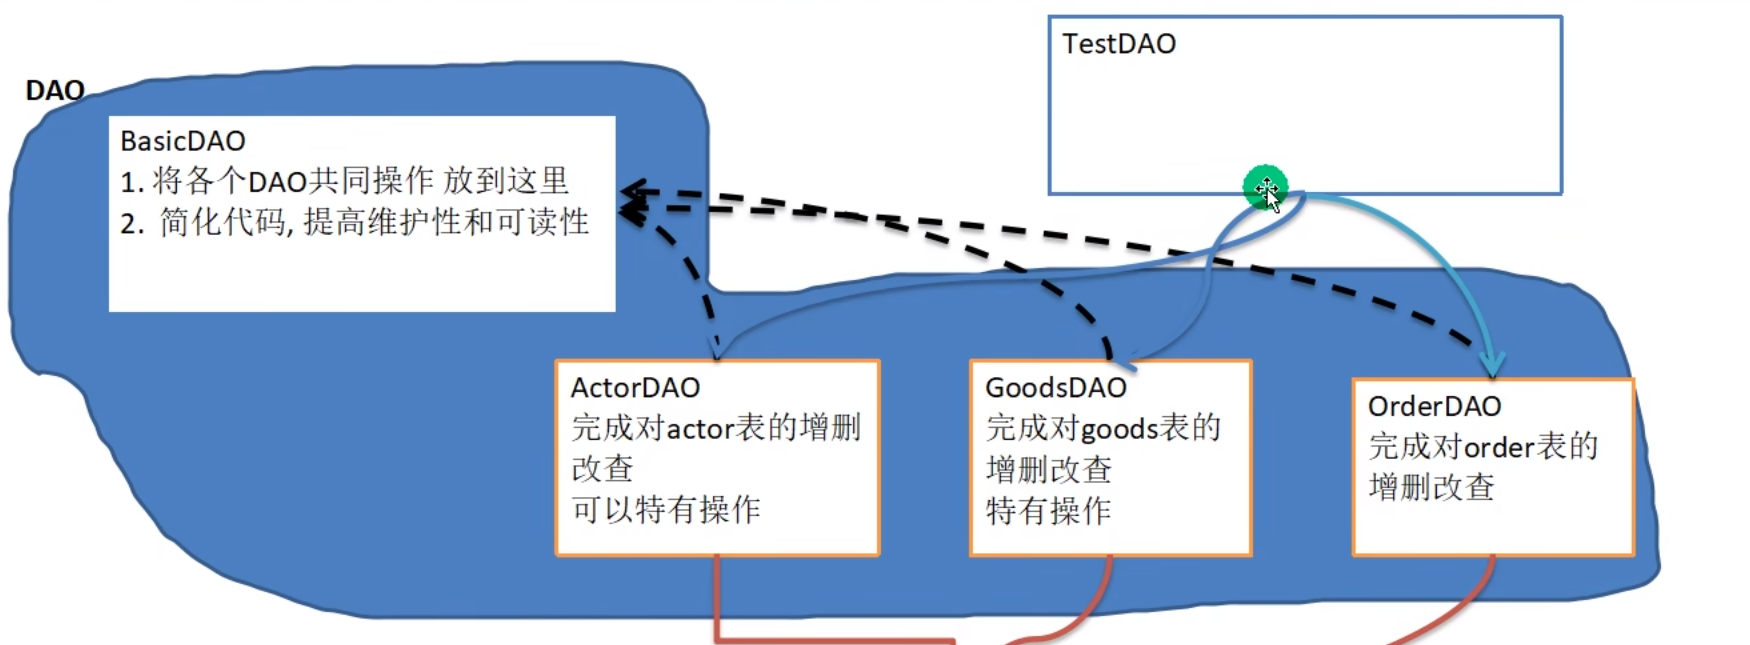 TestDAO
DAO
BasicDAO
1. 将各个DAO共同操作 放到这里
2. 简化代码, 提高维护性和可读性
ActorDAO
完成对actor表的增删
改查
可以特有操作
GoodsDAO
完成对goods表的
增删改查
特有操作
OrderDAO
完成对order表的
增删改查